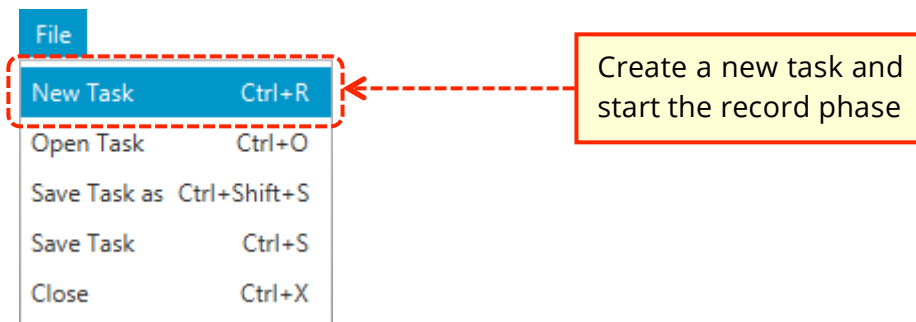 File
New Task Ctrl+R
Create a new task and
start the record phase
Open Task Ctrl+O
Save Task as Ctrl+Shift+S
Save Task Ctrl+S
Close Ctrl+X